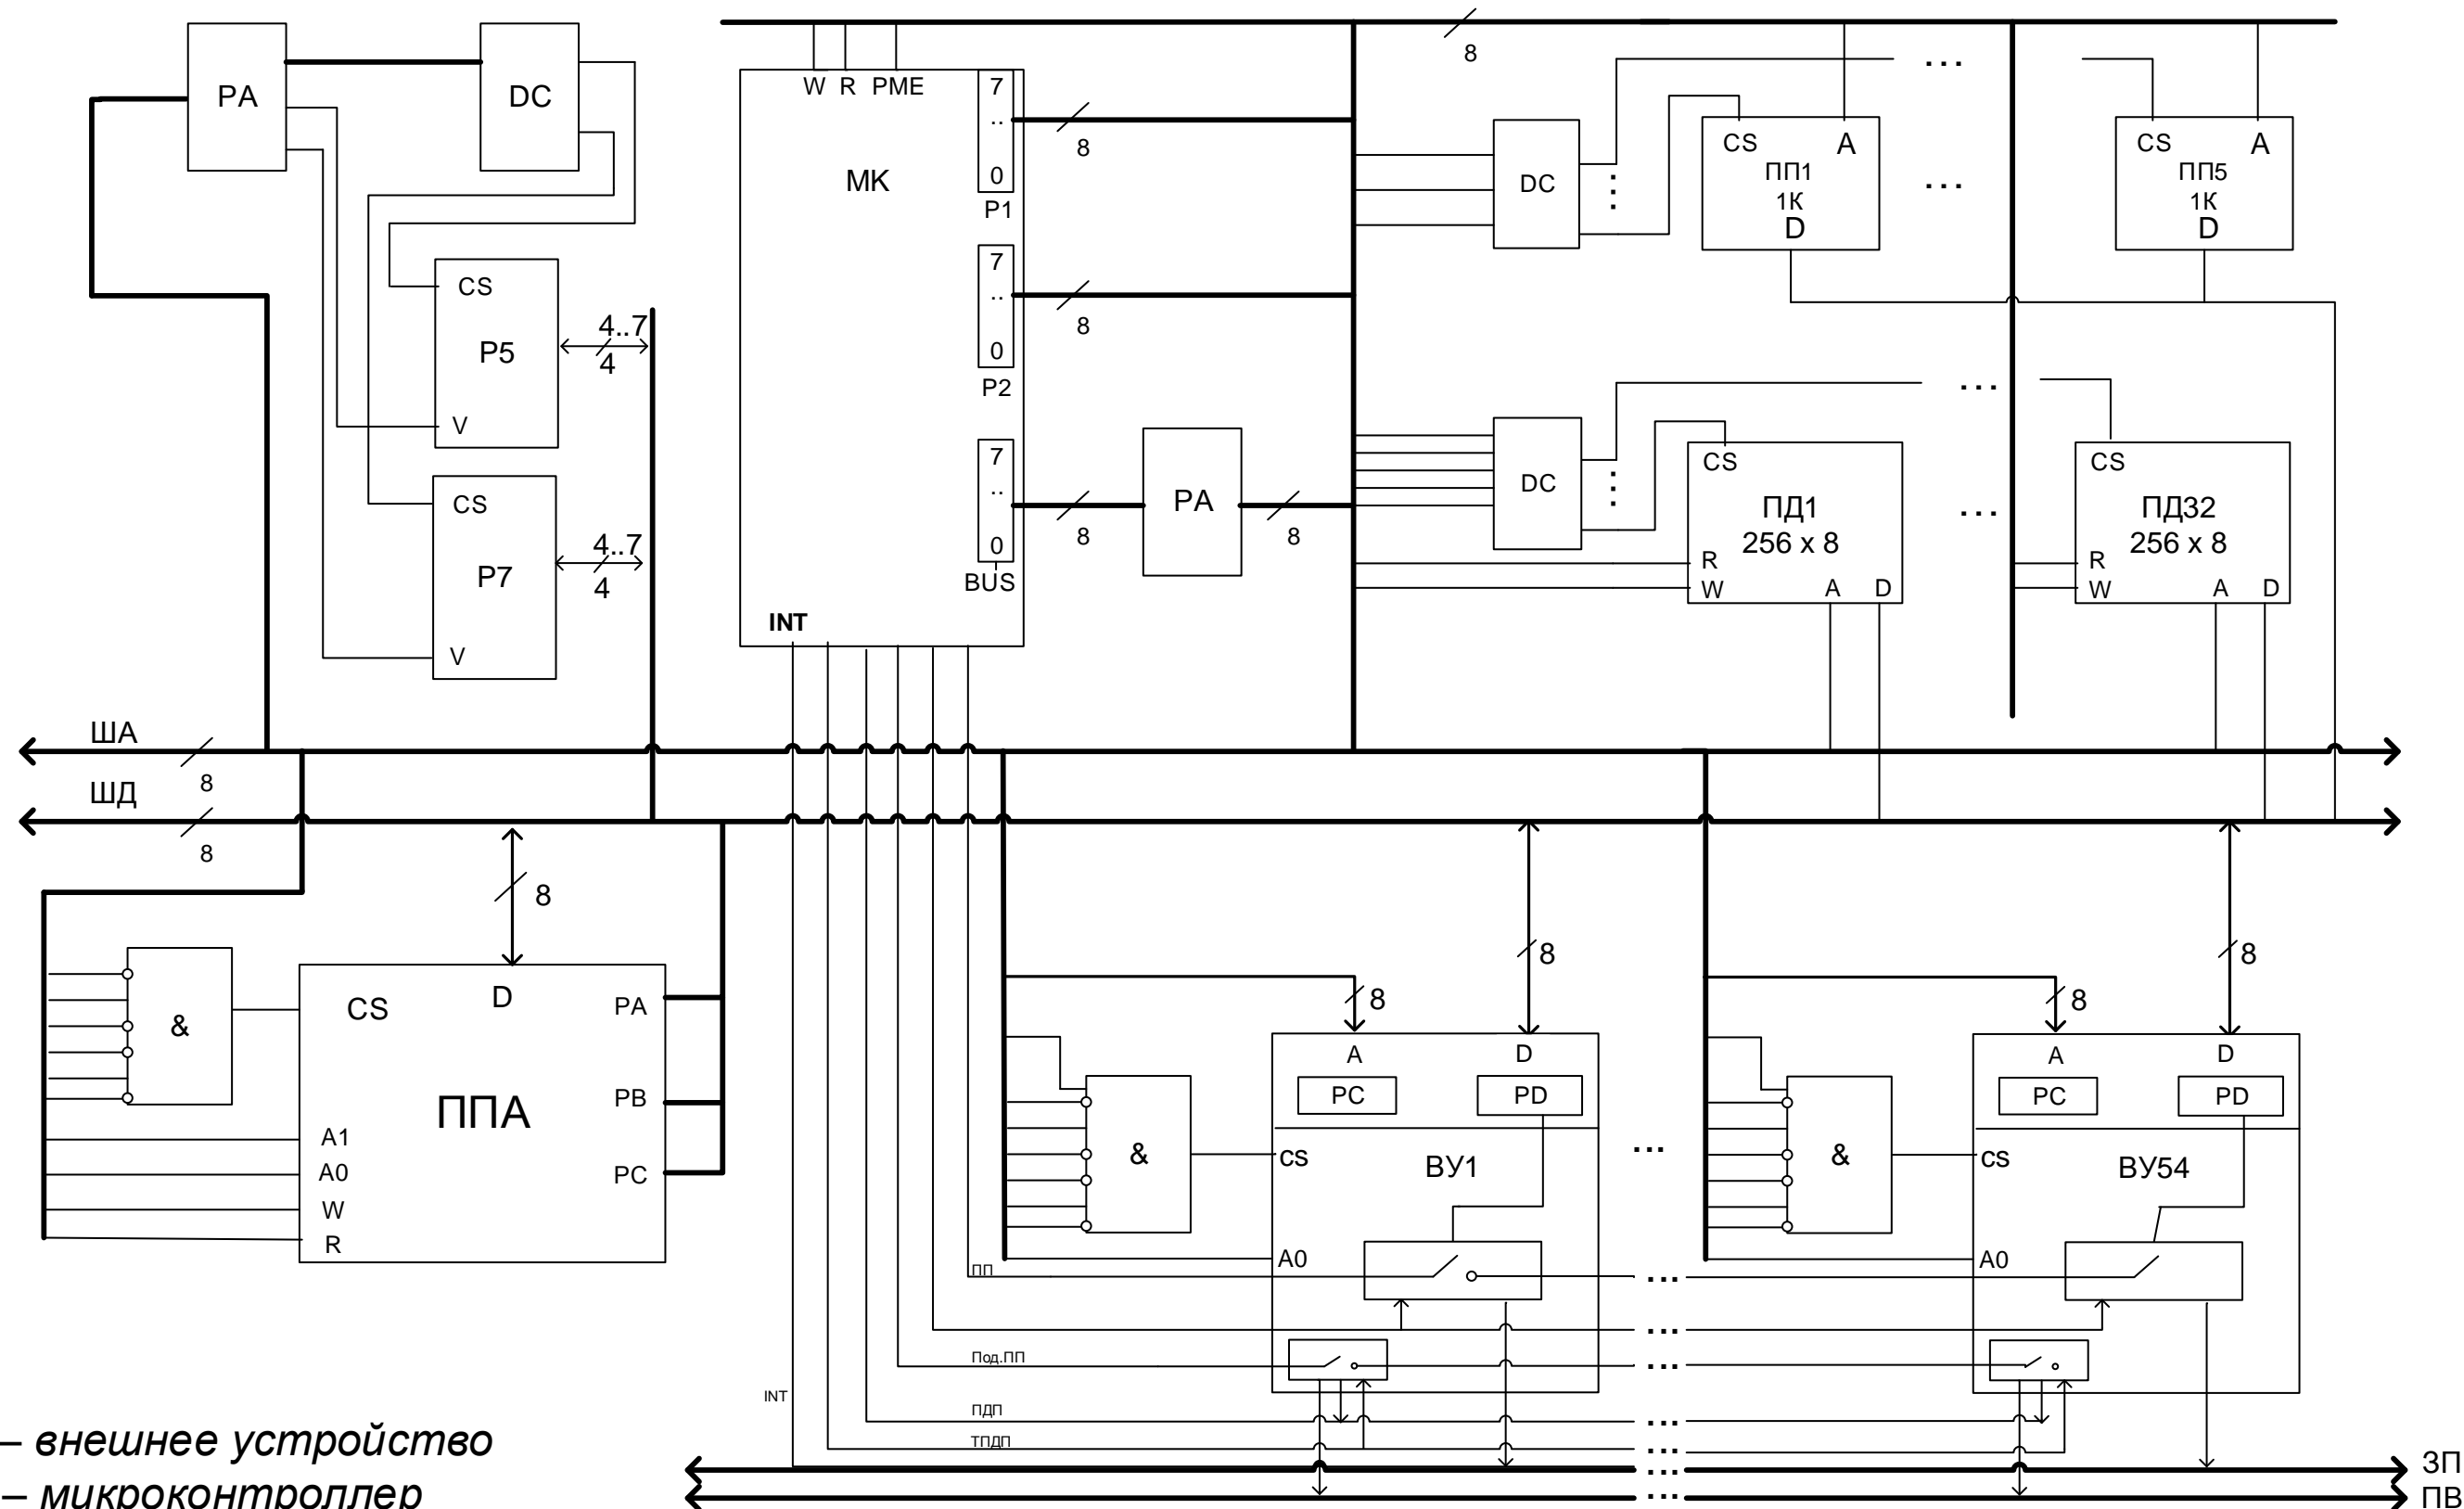 8
РА
DC
W R PME
7
..
0
P1
8
МК
7
..
0
P2
8
7
..
0
BUS
8
РА
8
INT
DC
CS A
ПП1
1К
D
...
...
CS A
ПП5
1К
D
CS
P5
V
4..7
4
CS
P7
V
4..7
4
DC
CS
ПД1
256 x 8
R
W
A D
...
...
CS
ПД32
256 x 8
R
W
A D
ША
8
ШД
8
8
&
CS
D
PA
PB
PC
ППА
A1
A0
W
R
8
8
A D
PC PD
&
cs
ВУ1
A0
...
8
8
A D
PC PD
&
cs
ВУ54
A0
ПП
...
...
Под.ПП
...
INT
ПДП
...
ТПДП
...
...
...
ЗП
ПВ
– внешнее устройство
– микроконтроллер